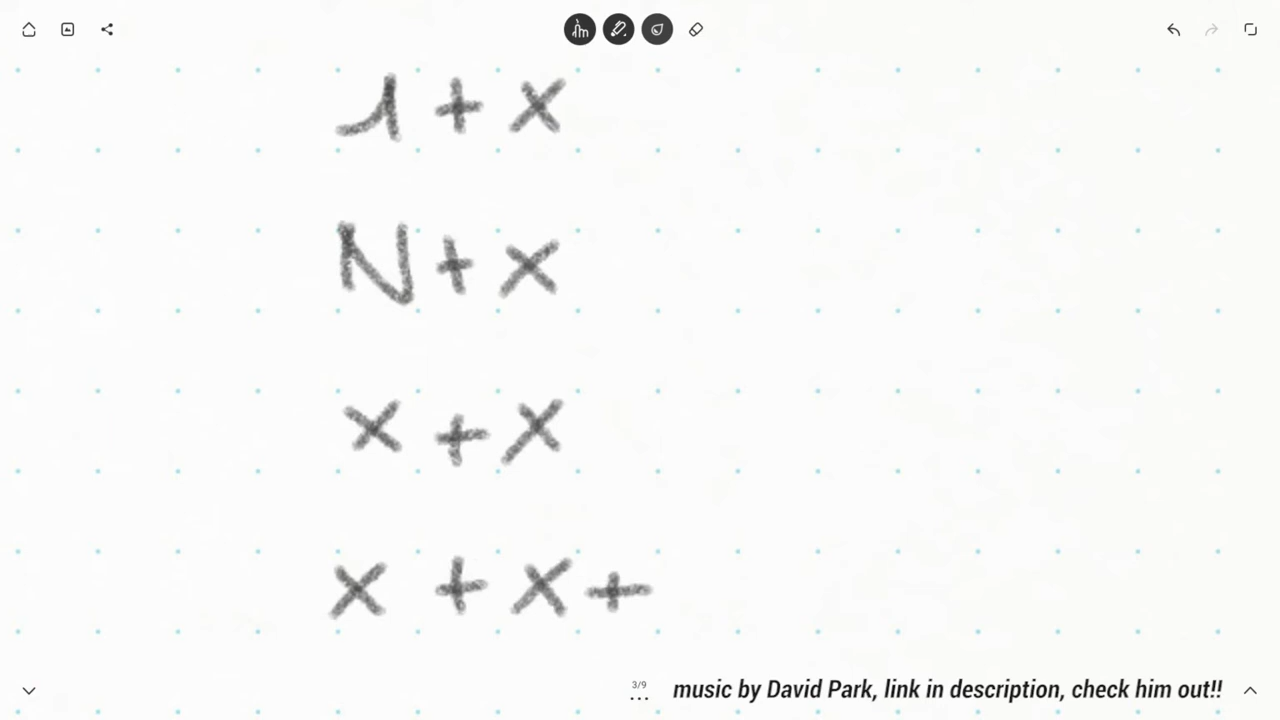 1 + x
N + x
x + x
x + x +
3/9
music by David Park, link in description, check him out!!